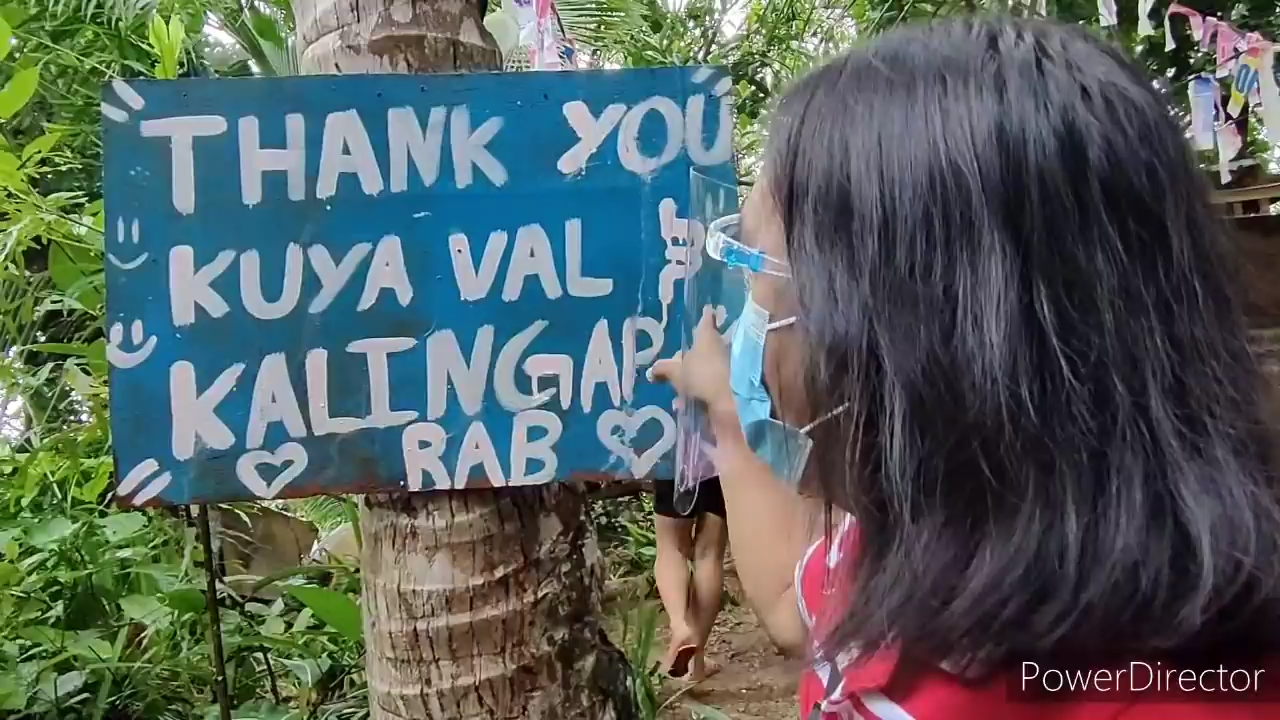 THANK YOU
KUYA VAL
KALINGAP
RAB
PowerDirector